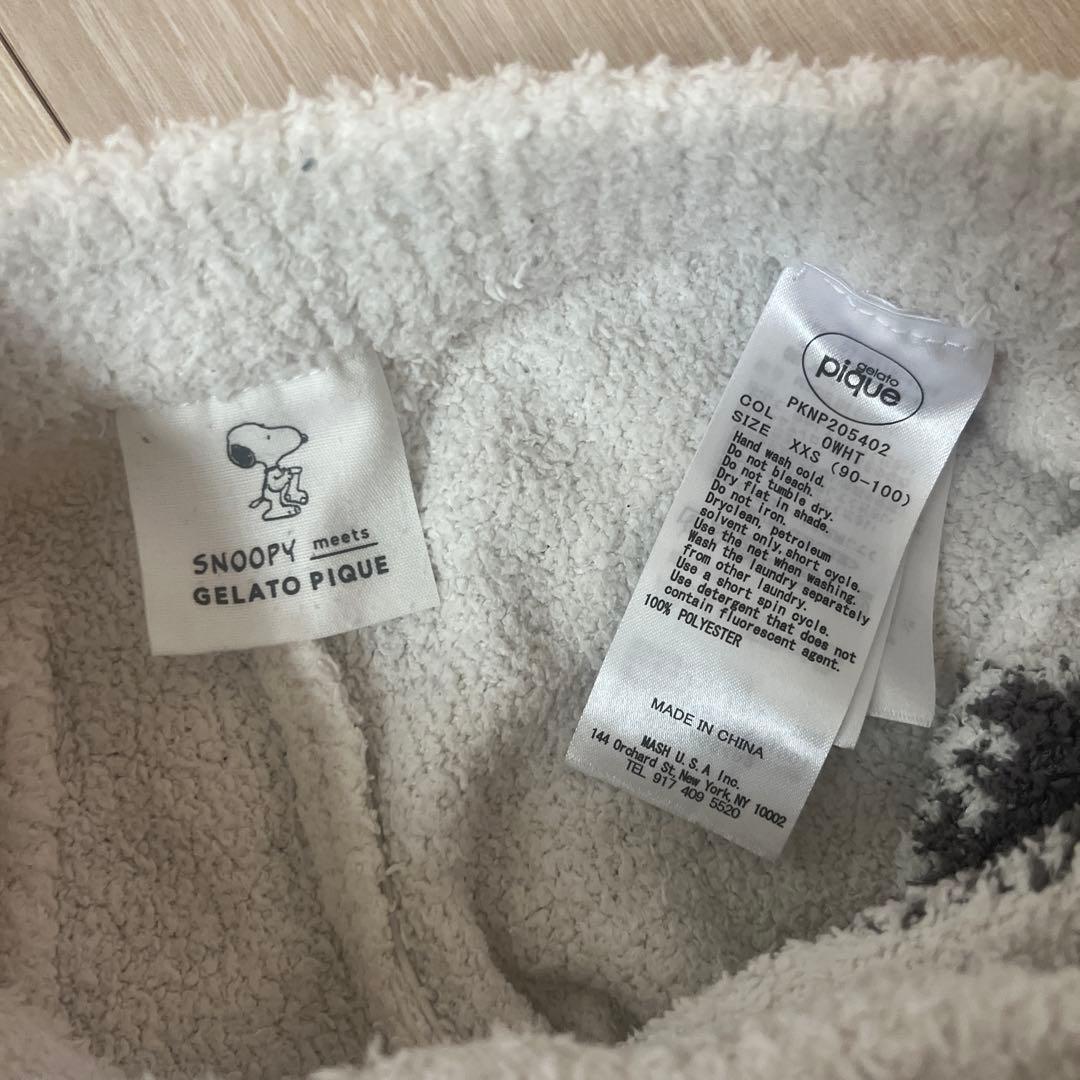 SNOOPY meets
GELATO PIQUE
gelato
pique
PKNP205402
COL OWHT
SIZE XXS (90-100)
Hand wash cold.
Do not bleach.
Do not tumble dry.
Dry flat in shade.
Do not iron.
Dryclean, petroleum
solvent only, short cycle.
Use the net when washing.
Wash the laundry separately
from other laundry.
Use a short spin cycle.
Use detergent that does not
contain fluorescent agent.
100% POLYESTER
MADE IN CHINA
MASH U.S.A Inc.
144 Orchard St, New York, NY 10002
TEL 917 409 5520